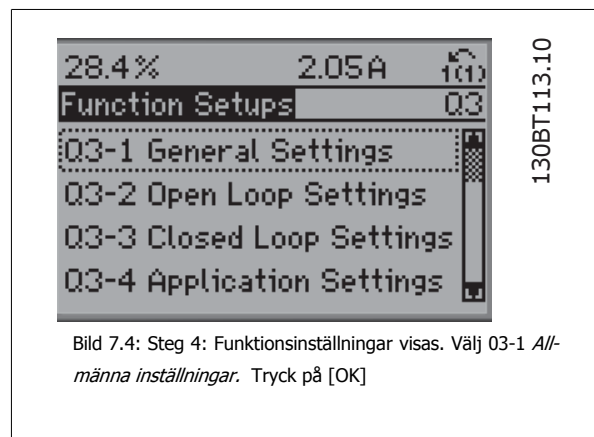 28.4% 2.05A 1(1)
Function Setups Q3
Q3-1 General Settings
Q3-2 Open Loop Settings
Q3-3 Closed Loop Settings
Q3-4 Application Settings
130BT113.10
Bild 7.4: Steg 4: Funktionsinställningar visas. Välj 03-1 All-
männa inställningar. Tryck på [OK]